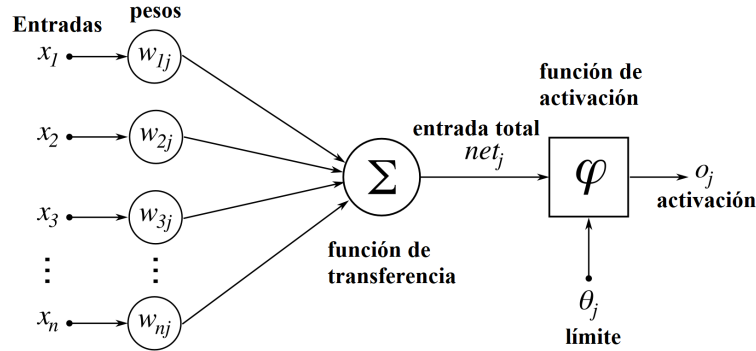 Entradas
pesos
x1
w1j
x2
w2j
x3
w3j
xn
wnj
Σ
función de
transferencia
entrada total
netj
función de
activación
φ
oj
activación
θj
límite